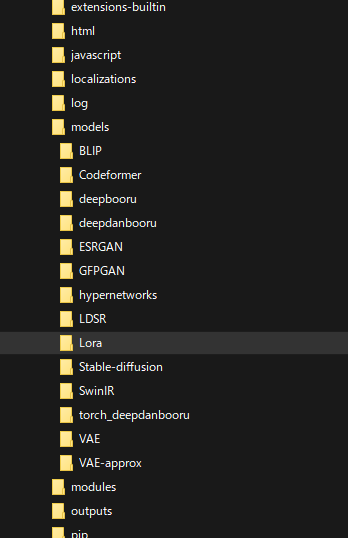 extensions-builtin
html
javascript
localizations
log
models
BLIP
Codeformer
deepbooru
deepdanbooru
ESRGAN
GFPGAN
hypernetworks
LDSR
Lora
Stable-diffusion
SwinIR
torch_deepdanbooru
VAE
VAE-approx
modules
outputs
pip